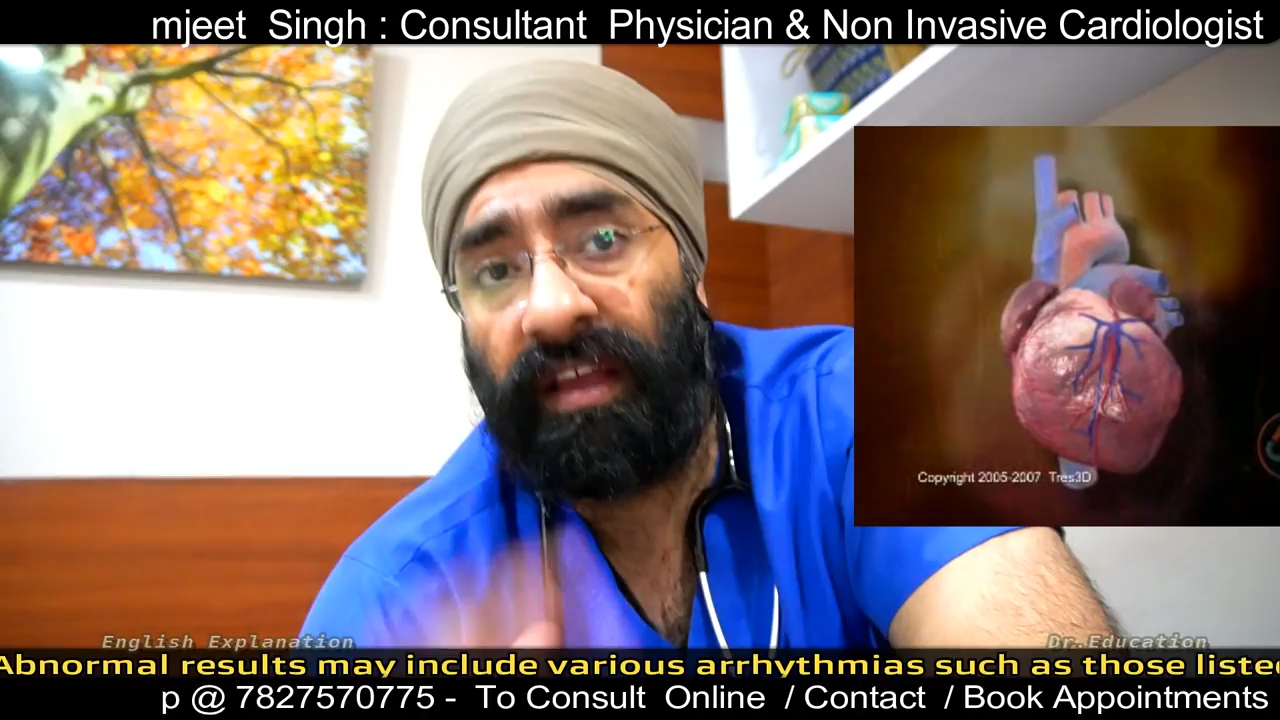 mjeet Singh : Consultant Physician & Non Invasive Cardiologist
Copyright 2005-2007 Tres3D
English Explanation
Dr. Education
Abnormal results may include various arrhythmias such as those listed
p @ 7827570775 - To Consult Online / Contact / Book Appointments